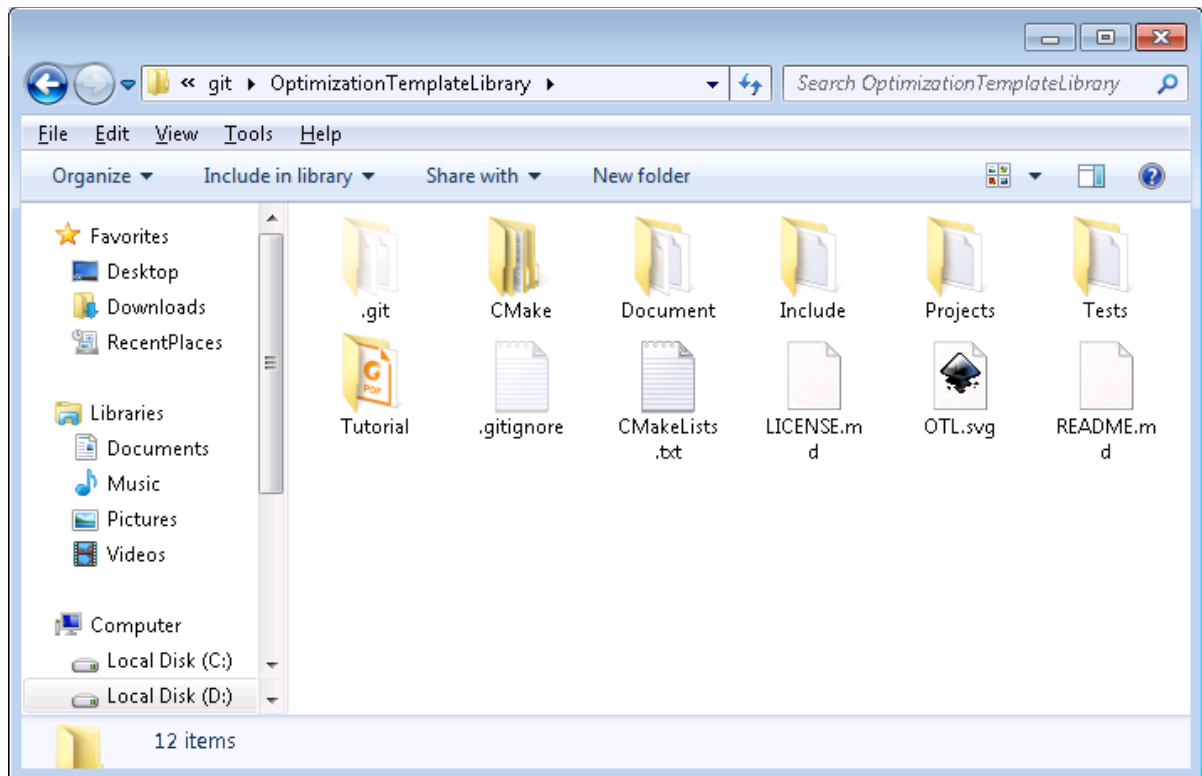 « git ▸ OptimizationTemplateLibrary ▸
Search OptimizationTemplateLibrary
File Edit View Tools Help
Organize Include in library Share with New folder
Favorites
Desktop
Downloads
RecentPlaces
Libraries
Documents
Music
Pictures
Videos
Computer
Local Disk (C:)
Local Disk (D:)
.git CMake Document Include Projects Tests
G
PDF
Tutorial .gitignore CMakeLists LICENSE.m OTL.svg README.m
.txt d d
12 items